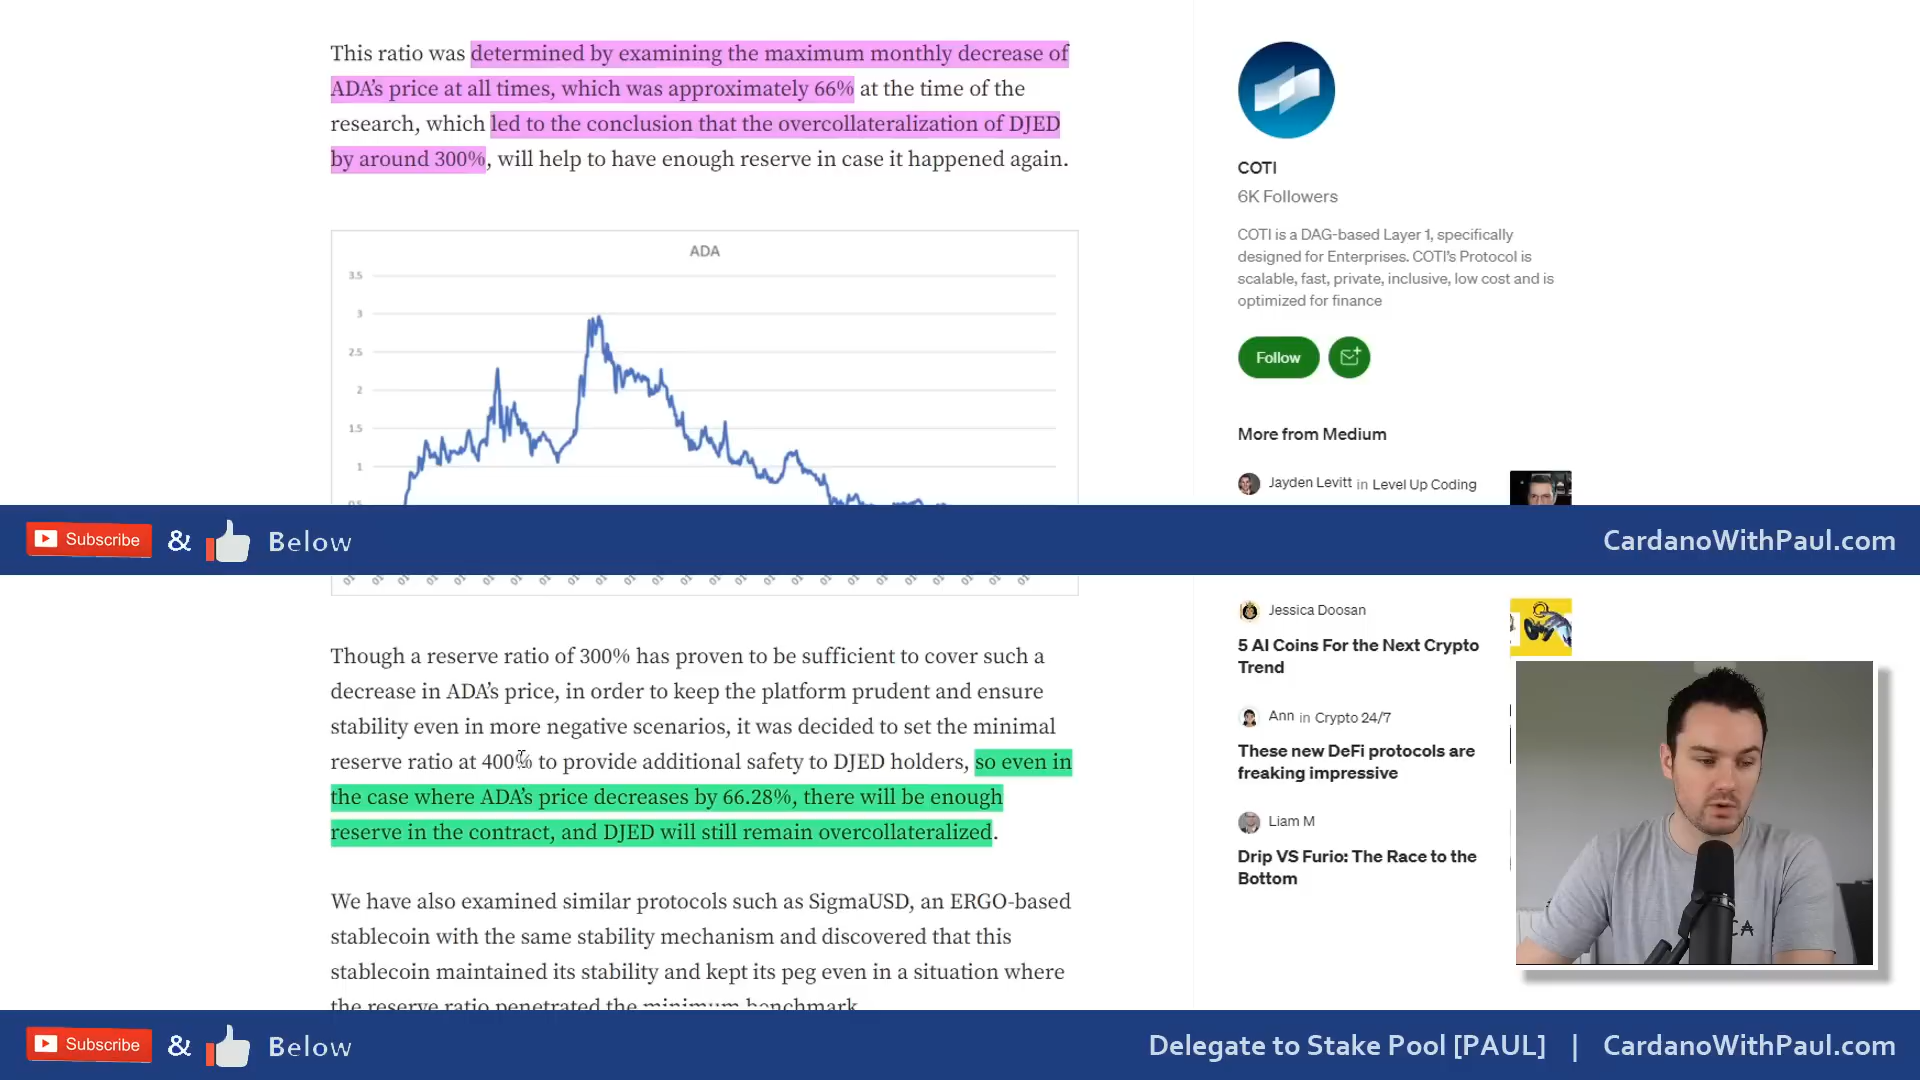 This ratio was determined by examining the maximum monthly decrease of
ADA's price at all times, which was approximately 66% at the time of the
research, which led to the conclusion that the overcollateralization of DJED
by around 300%, will help to have enough reserve in case it happened again.
ADA
3.5
3
2.5
2
1.5
1
COTI
6K Followers
COTI is a DAG-based Layer 1, specifically
designed for Enterprises. COTI's Protocol is
scalable, fast, private, inclusive, low cost and is
optimized for finance
Follow
More from Medium
Jayden Levitt in Level Up Coding
Subscribe & Below
CardanoWithPaul.com
Though a reserve ratio of 300% has proven to be sufficient to cover such a
decrease in ADA's price, in order to keep the platform prudent and ensure
stability even in more negative scenarios, it was decided to set the minimal
reserve ratio at 400% to provide additional safety to DJED holders, so even in
the case where ADA's price decreases by 66.28%, there will be enough
reserve in the contract, and DJED will still remain overcollateralized.
We have also examined similar protocols such as SigmaUSD, an ERGO-based
stablecoin with the same stability mechanism and discovered that this
stablecoin maintained its stability and kept its peg even in a situation where
the reserve ratio penetrated the minimum benchmark.
Jessica Doosan
5 AI Coins For the Next Crypto
Trend
Ann in Crypto 24/7
These new DeFi protocols are
freaking impressive
Liam M
Drip VS Furio: The Race to the
Bottom
Subscribe & Below
Delegate to Stake Pool [PAUL] | CardanoWithPaul.com